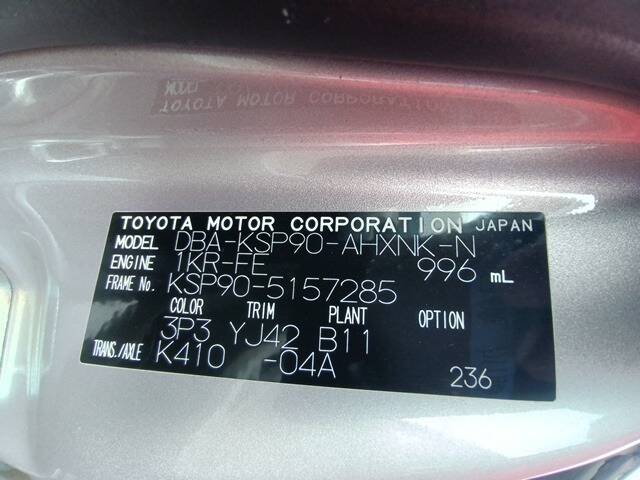 TOYOTA MOTOR CORPORATION JAPAN
MODEL DBA-KSP90-AHXNK-N
ENGINE 1KR-FE 996 mL
FRAME No. KSP90-5157285
COLOR TRIM PLANT OPTION
3P3 YJ42 B11
TRANS./AXLE K410 -04A
236